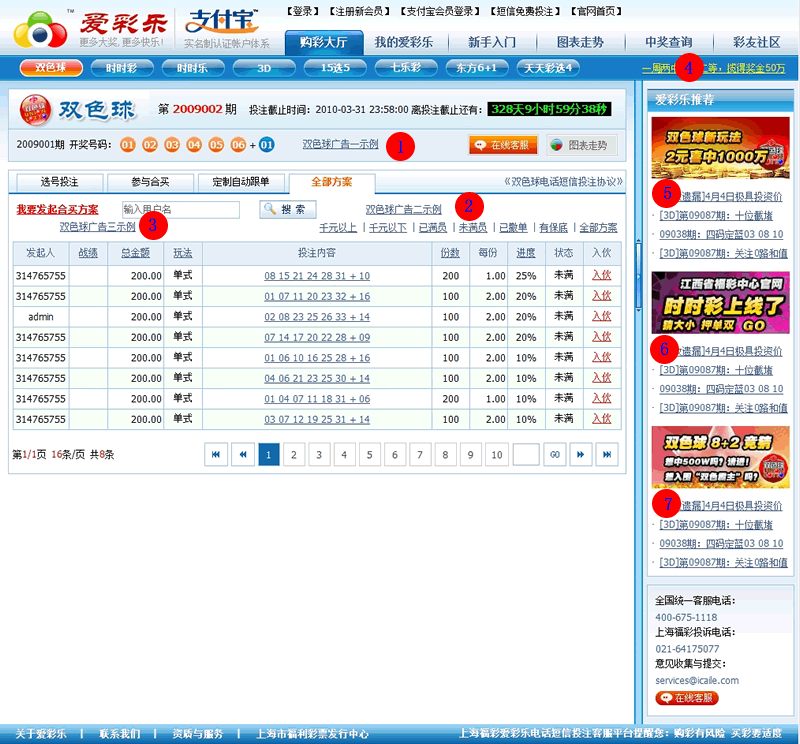 爱彩乐 ™
更多大奖, 更多快乐!
支付宝™
实名制认证帐户体系
【登录】 【注册新会员】 【支付宝会员登录】 【短信免费投注】 【官网首页】
购彩大厅 我的爱彩乐 新手入门 图表走势 中奖查询 彩友社区
双色球 时时彩 时时乐 3D 15选5 七乐彩 东方6+1 天天彩选4
4
双色球 第 2009002 期 投注截止时间：2010-03-31 23:58:00 离投注截止还有： 328天9小时59分38秒
2009001期 开奖号码： 01 02 03 04 05 06 + 01 双色球广告一示例 1 在线客服 图表走势
选号投注 参与合买 定制自动跟单 全部方案 《双色球电话短信投注协议》
我要发起合买方案 输入用户名 搜 索 双色球广告二示例 2
双色球广告三示例 3 千元以上 | 千元以下 | 已满员 | 未满员 | 已撤单 | 有保底 | 全部方案
发起人 战绩 总金额 玩法 投注内容 份数 每份 进度 状态 入伙
314765755 200.00 单式 08 15 21 24 28 31 + 10 200 1.00 25% 未满 入伙
314765755 200.00 单式 01 07 11 20 23 32 + 16 100 2.00 20% 未满 入伙
admin 200.00 单式 02 08 23 25 26 33 + 14 100 2.00 20% 未满 入伙
314765755 200.00 单式 07 14 17 20 22 28 + 09 100 2.00 20% 未满 入伙
314765755 200.00 单式 01 06 10 16 25 28 + 16 100 2.00 10% 未满 入伙
314765755 200.00 单式 04 06 21 23 25 30 + 14 100 2.00 10% 未满 入伙
314765755 200.00 单式 01 04 07 11 18 31 + 06 100 2.00 10% 未满 入伙
314765755 200.00 单式 03 07 12 19 25 31 + 14 100 2.00 10% 未满 入伙
第1/1页 16条/页 共8条 1 2 3 4 5 6 7 8 9 10 GO
爱彩乐推荐
双色球新玩法
2元喜中1000万
5 遗漏]4月4日极具投资价
· [3D]第09087期：十位截堵
· 09038期：四码定蓝03 08 10
· [3D]第09087期：关注0路和值
江西省福彩中心官网
时时彩上线了
猜大小 押单双 GO
6 遗漏]4月4日极具投资价
· [3D]第09087期：十位截堵
· 09038期：四码定蓝03 08 10
· [3D]第09087期：关注0路和值
双色球 8+2 竞猜
想中500W吗？请进！
想入围“双色霸主”吗？
7 遗漏]4月4日极具投资价
· [3D]第09087期：十位截堵
· 09038期：四码定蓝03 08 10
· [3D]第09087期：关注0路和值
全国统一客服电话：
400-675-1118
上海福彩投诉电话：
021-64175077
意见收集与提交：
services@icaile.com
在线客服
关于爱彩乐 | 联系我们 | 资质与服务 | 上海市福利彩票发行中心 上海福彩爱彩乐电话短信投注客服平台提醒您：购彩有风险 买彩要适度